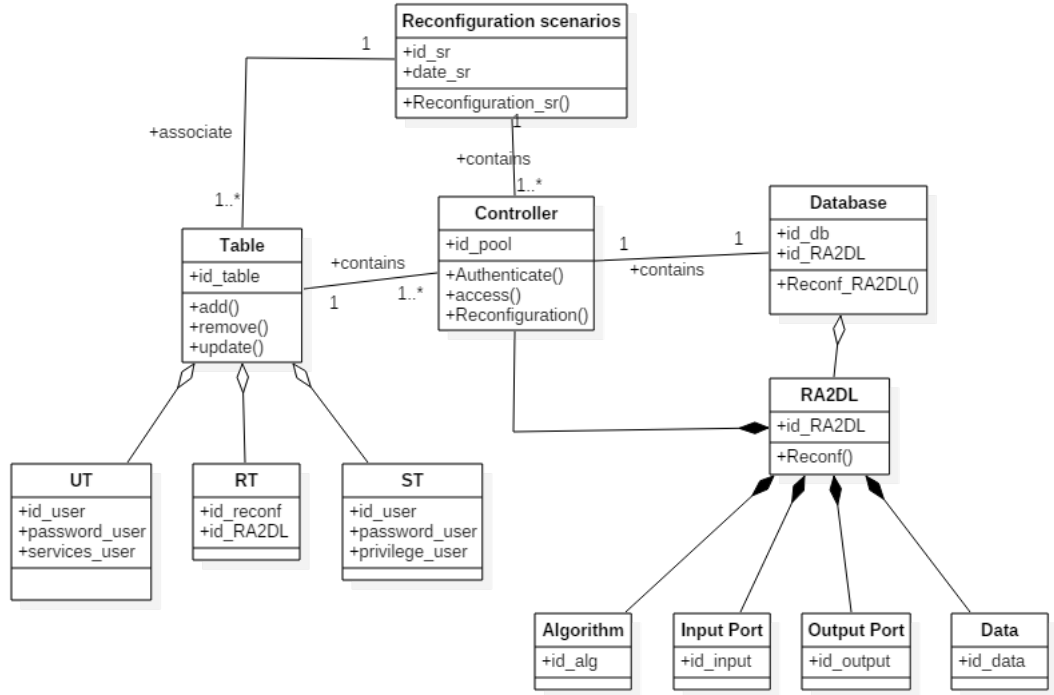 Reconfiguration scenarios
+id_sr
+date_sr
+Reconfiguration_sr()
1
+associate
1..*
1
+contains
1..*
Table
+id_table
+add()
+remove()
+update()
+contains
1
1..*
Controller
+id_pool
+Authenticate()
+access()
+Reconfiguration()
1
1
+contains
Database
+id_db
+id_RA2DL
+Reconf_RA2DL()
RA2DL
+id_RA2DL
+Reconf()
UT
+id_user
+password_user
+services_user
RT
+id_reconf
+id_RA2DL
ST
+id_user
+password_user
+privilege_user
Algorithm
+id_alg
Input Port
+id_input
Output Port
+id_output
Data
+id_data